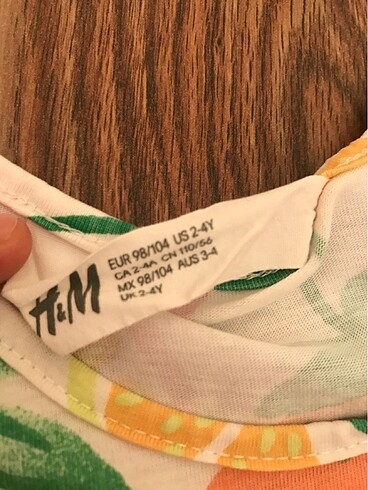 H&M
EUR 98/104 US 2-4Y
CA 2-4A CN 110/56
MX 98/104 AUS 3-4
UK 2-4Y